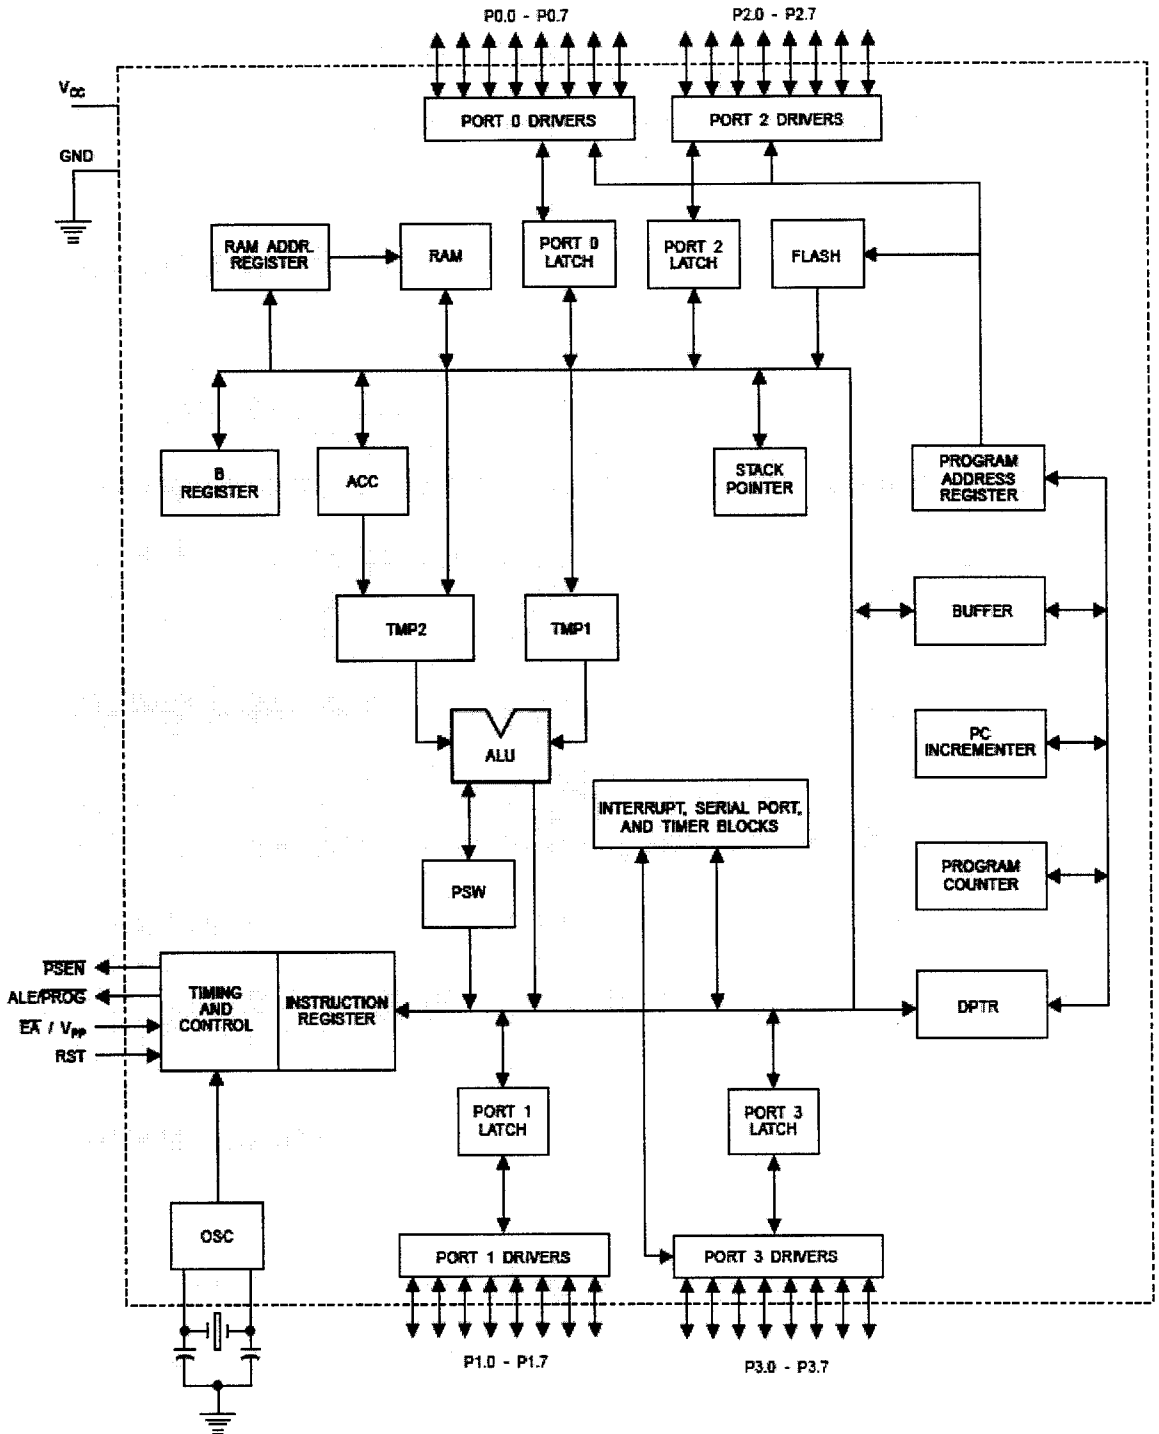 P0.0 - P0.7
P2.0 - P2.7
VCC
PORT 0 DRIVERS
PORT 2 DRIVERS
GND
RAM ADDR.
REGISTER
RAM
PORT 0
LATCH
PORT 2
LATCH
FLASH
B
REGISTER
ACC
STACK
POINTER
PROGRAM
ADDRESS
REGISTER
TMP2
TMP1
BUFFER
ALU
PC
INCREMENTER
INTERRUPT, SERIAL PORT,
AND TIMER BLOCKS
PSW
PROGRAM
COUNTER
PSEN
ALE/PROG
EA / VPP
RST
TIMING
AND
CONTROL
INSTRUCTION
REGISTER
DPTR
PORT 1
LATCH
PORT 3
LATCH
OSC
PORT 1 DRIVERS
PORT 3 DRIVERS
P1.0 - P1.7
P3.0 - P3.7